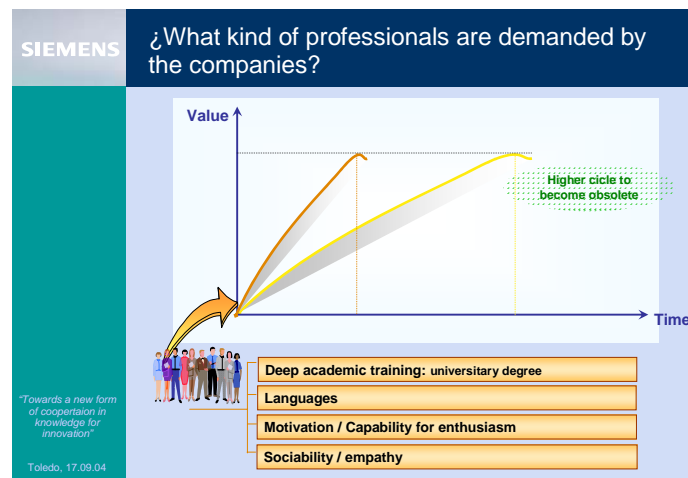 SIEMENS
¿What kind of professionals are demanded by
the companies?
Value
Higher cicle to
become obsolete
Time
Deep academic training: universitary degree
Languages
Motivation / Capability for enthusiasm
Sociability / empathy
"Towards a new form
of coopertaion in
knowledge for
innovation"
Toledo, 17.09.04